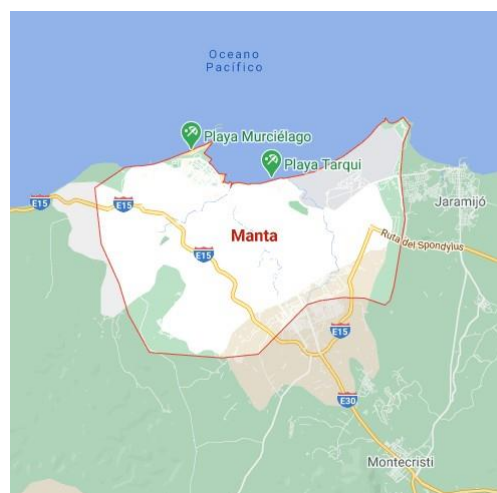 Oceano
Pacífico
Playa Murciélago
Playa Tarqui
Jaramijó
E15
E15
Manta
Ruta del Spondylus
E15
E15
E30
Montecristi